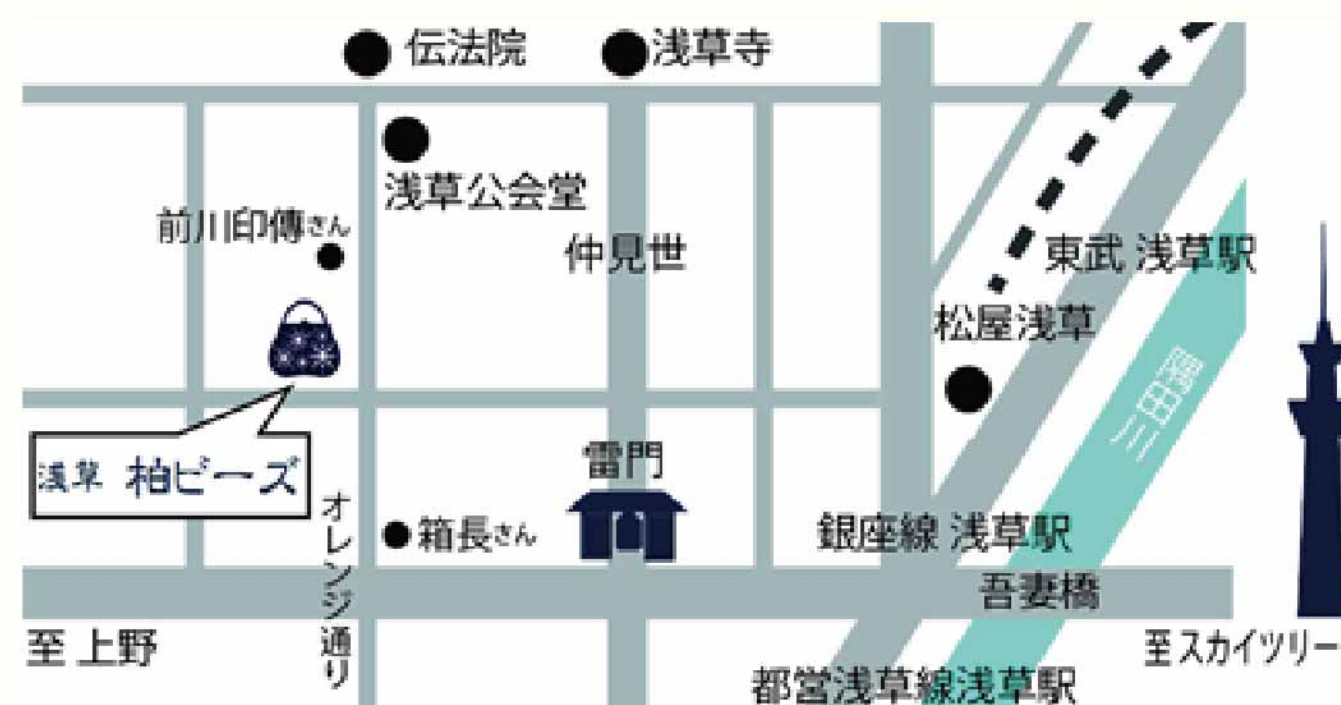 伝法院
浅草寺
浅草公会堂
前川印傳さん
仲見世
東武 浅草駅
松屋浅草
隅田川
雷門
浅草 柏ビーズ
オレンジ通り
箱長さん
銀座線 浅草駅
吾妻橋
至 上野
至スカイツリー
都営浅草線浅草駅